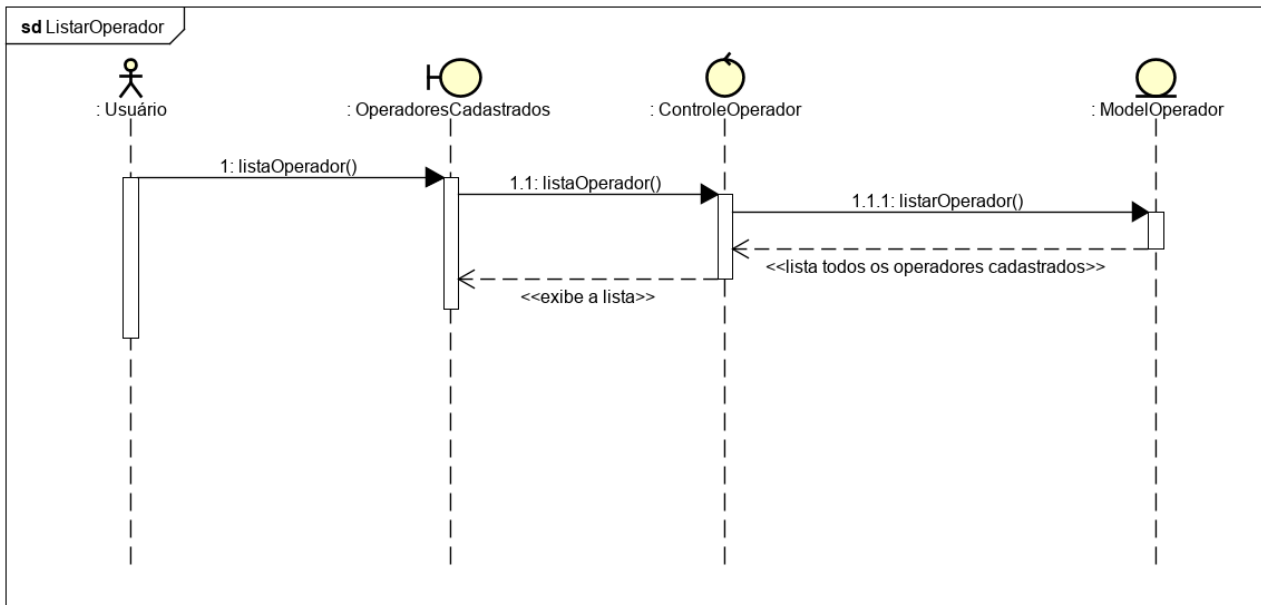 sd ListarOperador
: Usuário
: OperadoresCadastrados
: ControleOperador
: ModelOperador
1: listaOperador()
1.1: listaOperador()
1.1.1: listarOperador()
<<lista todos os operadores cadastrados>>
<<exibe a lista>>